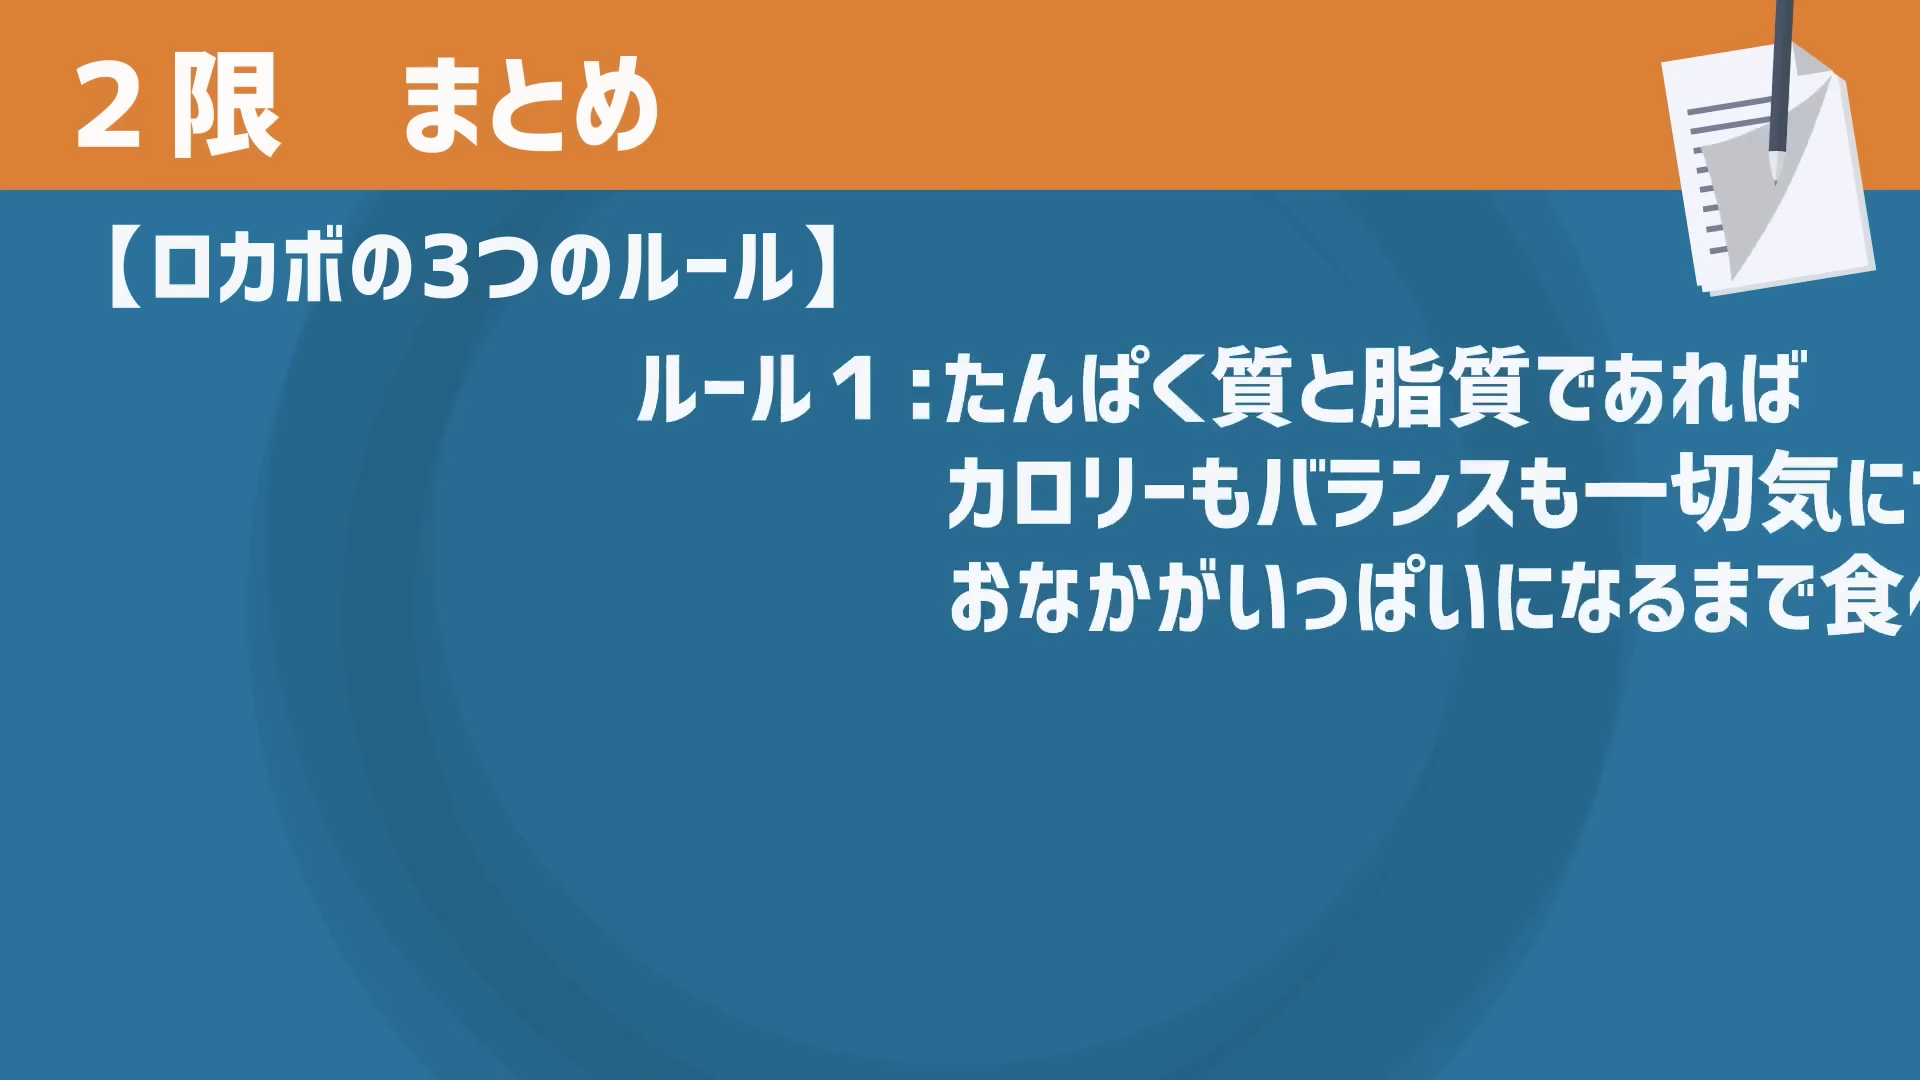 ２限　まとめ
【ロカボの3つのルール】
ルール１:たんぱく質と脂質であれば
カロリーもバランスも一切気に
おなかがいっぱいになるまで食